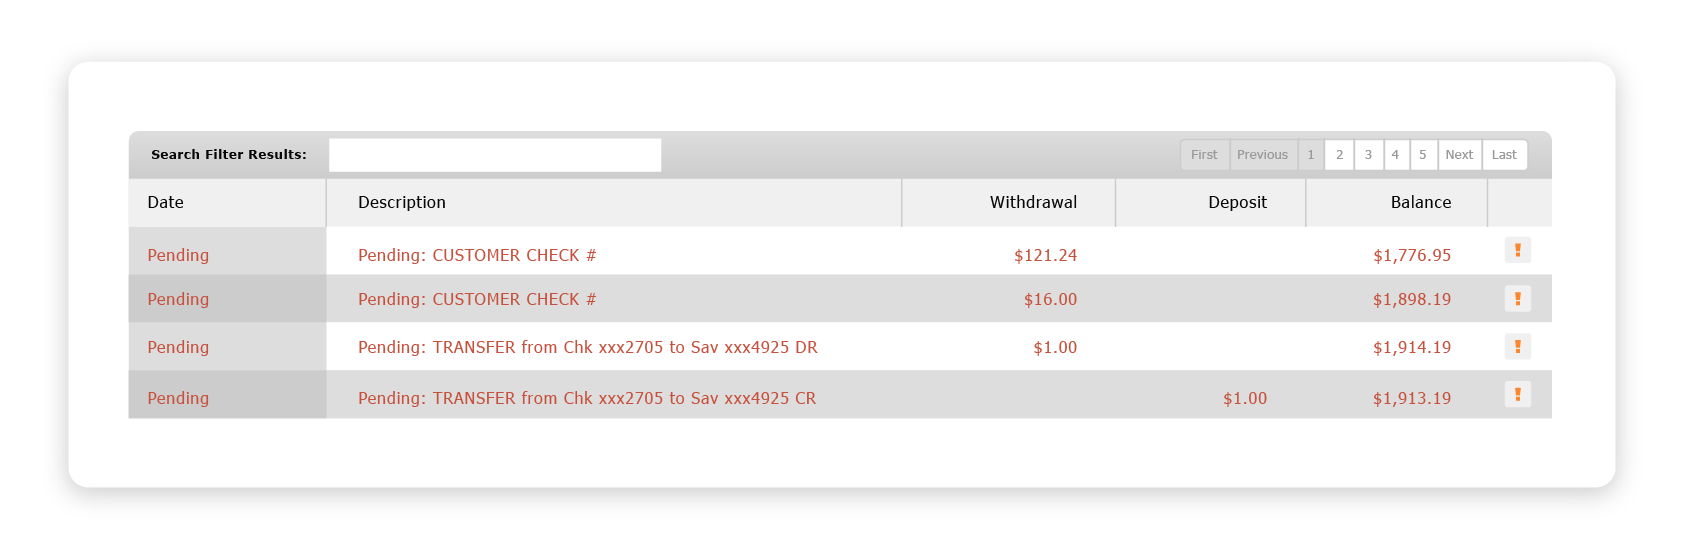 Search Filter Results: First Previous 1 2 3 4 5 Next Last
Date Description Withdrawal Deposit Balance
Pending Pending: CUSTOMER CHECK # $121.24 $1,776.95 !
Pending Pending: CUSTOMER CHECK # $16.00 $1,898.19 !
Pending Pending: TRANSFER from Chk xxx2705 to Sav xxx4925 DR $1.00 $1,914.19 !
Pending Pending: TRANSFER from Chk xxx2705 to Sav xxx4925 CR $1.00 $1,913.19 !